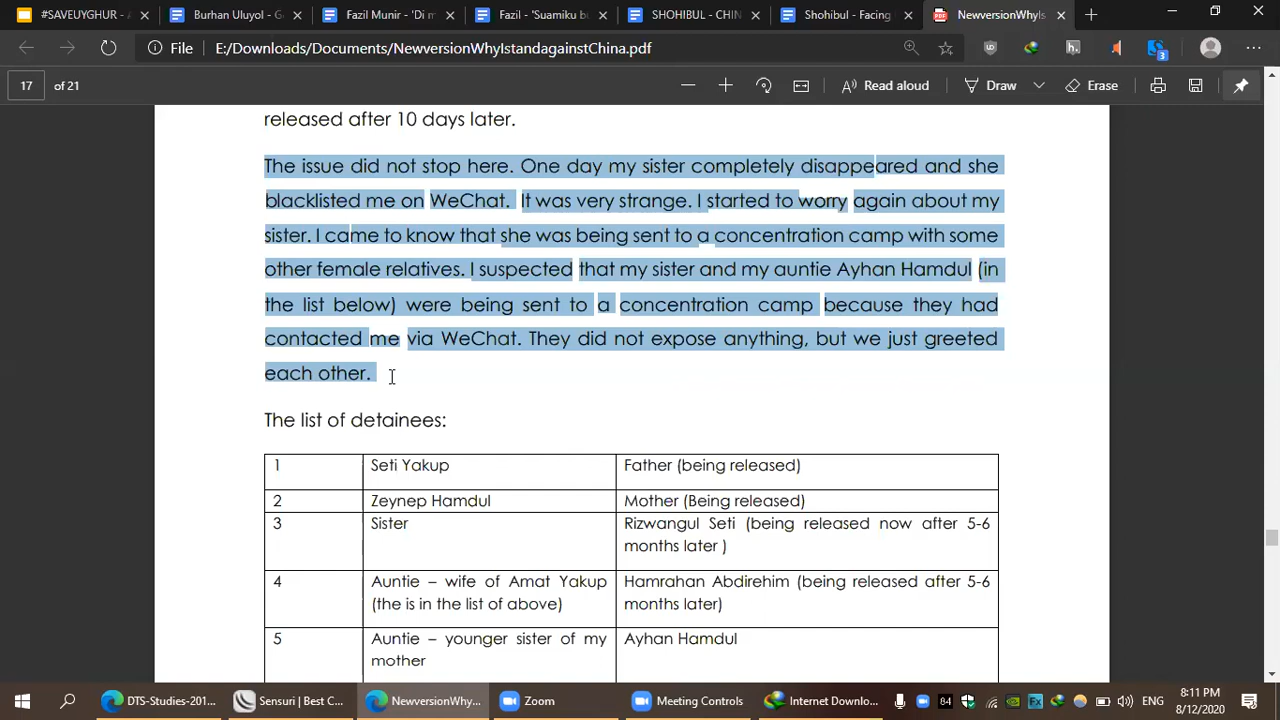 #SAVEUYGHUR -
Burhan Uluyol - G
Fazil Munir - 'Di m
Fazil - 'Suamiku b
SHOHIBUL - CHIN
Shohibul - Facing
NewversionWhyIs
File
E:/Downloads/Documents/NewversionWhyIstandagainstChina.pdf
3
17 of 21
Read aloud
Draw
Erase
released after 10 days later.
The issue did not stop here. One day my sister completely disappeared and she
blacklisted me on WeChat. It was very strange. I started to worry again about my
sister. I came to know that she was being sent to a concentration camp with some
other female relatives. I suspected that my sister and my auntie Ayhan Hamdul (in
the list below) were being sent to a concentration camp because they had
contacted me via WeChat. They did not expose anything, but we just greeted
each other.
The list of detainees:
1 Seti Yakup Father (being released)
2 Zeynep Hamdul Mother (Being released)
3 Sister Rizwangul Seti (being released now after 5-6
months later )
4 Auntie – wife of Amat Yakup Hamrahan Abdirehim (being released after 5-6
(the is in the list of above) months later)
5 Auntie – younger sister of my Ayhan Hamdul
mother
DTS-Studies-201...
Sensuri | Best C...
NewversionWhy...
Zoom
Meeting Controls
Internet Downlo...
84
ENG
8:11 PM
8/12/2020